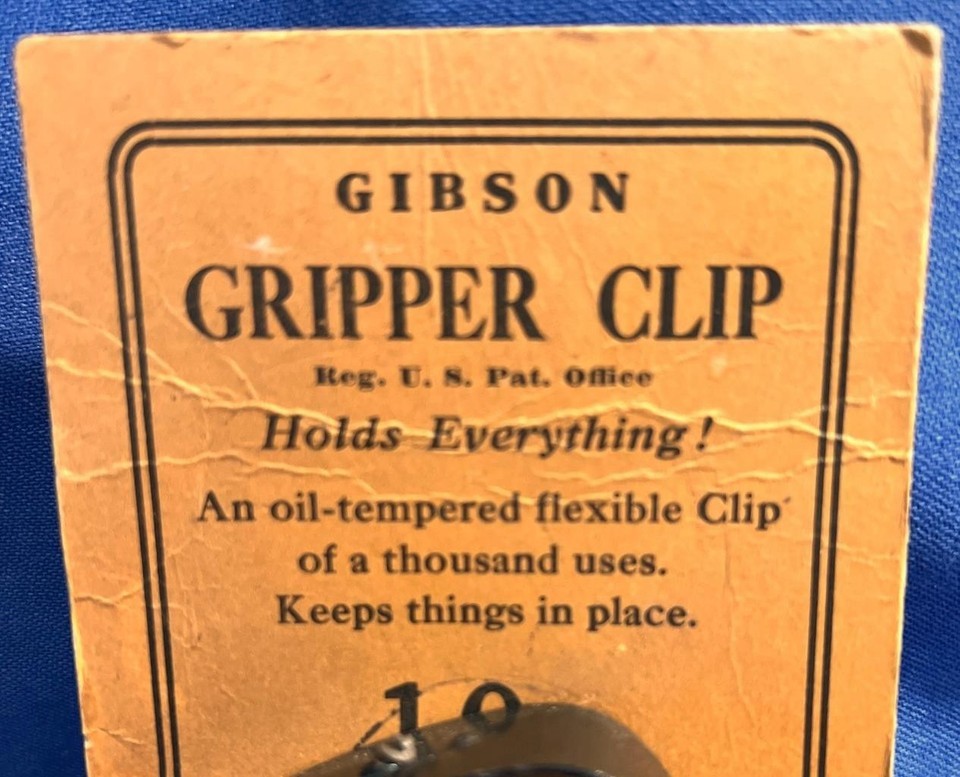 GIBSON
GRIPPER CLIP
Reg. U. S. Pat. Office
Holds Everything!
An oil-tempered flexible Clip
of a thousand uses.
Keeps things in place.
10